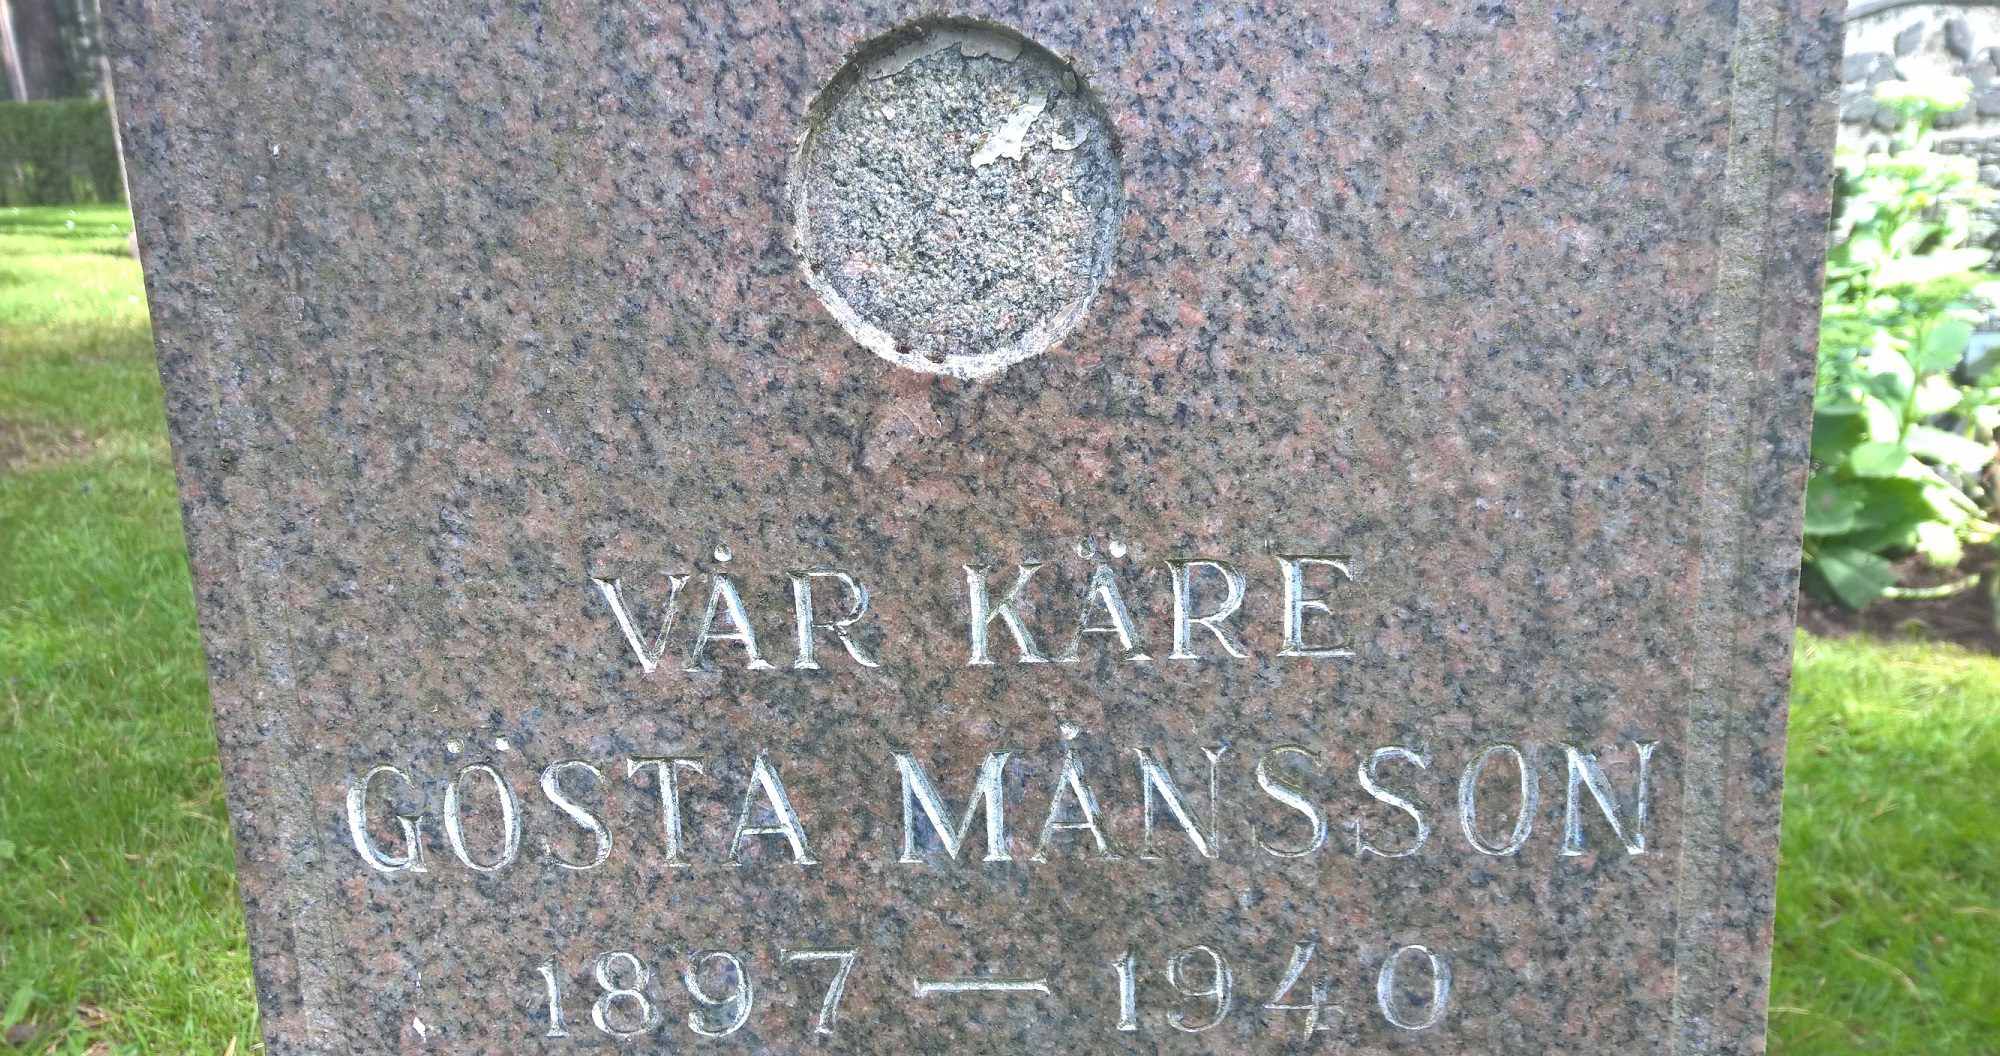 VÅR KÄRE
GÖSTA MÅNSSON
1897 — 1940